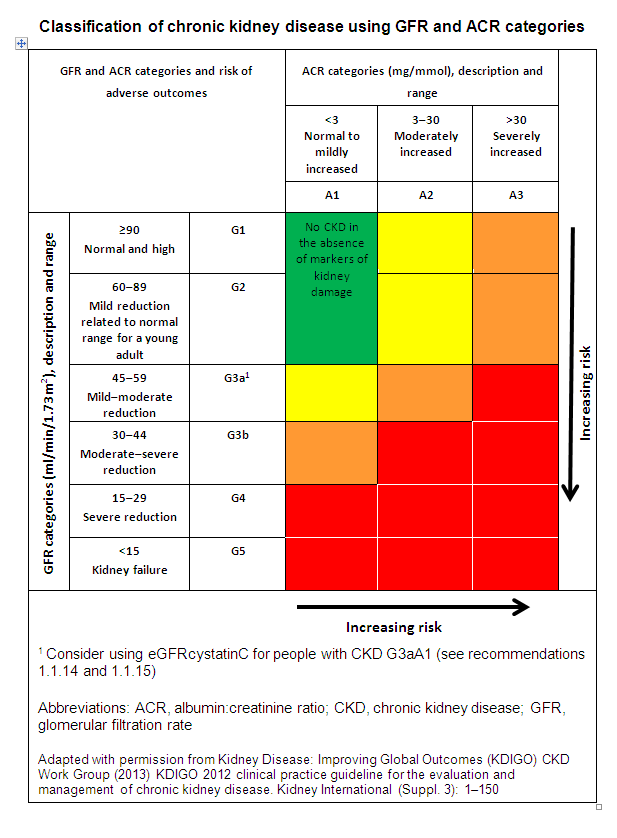 Classification of chronic kidney disease using GFR and ACR categories
GFR and ACR categories and risk of
adverse outcomes
ACR categories (mg/mmol), description and
range
<3
Normal to
mildly
increased
3–30
Moderately
increased
>30
Severely
increased
A1
A2
A3
GFR categories (ml/min/1.73m²), description and range
≥90
Normal and high
G1
No CKD in
the absence
of markers of
kidney
damage
60–89
Mild reduction
related to normal
range for a young
adult
G2
45–59
Mild–moderate
reduction
G3a¹
30–44
Moderate–severe
reduction
G3b
15–29
Severe reduction
G4
<15
Kidney failure
G5
Increasing risk
Increasing risk
¹ Consider using eGFRcystatinC for people with CKD G3aA1 (see recommendations
1.1.14 and 1.1.15)
Abbreviations: ACR, albumin:creatinine ratio; CKD, chronic kidney disease; GFR,
glomerular filtration rate
Adapted with permission from Kidney Disease: Improving Global Outcomes (KDIGO) CKD
Work Group (2013) KDIGO 2012 clinical practice guideline for the evaluation and
management of chronic kidney disease. Kidney International (Suppl. 3): 1–150